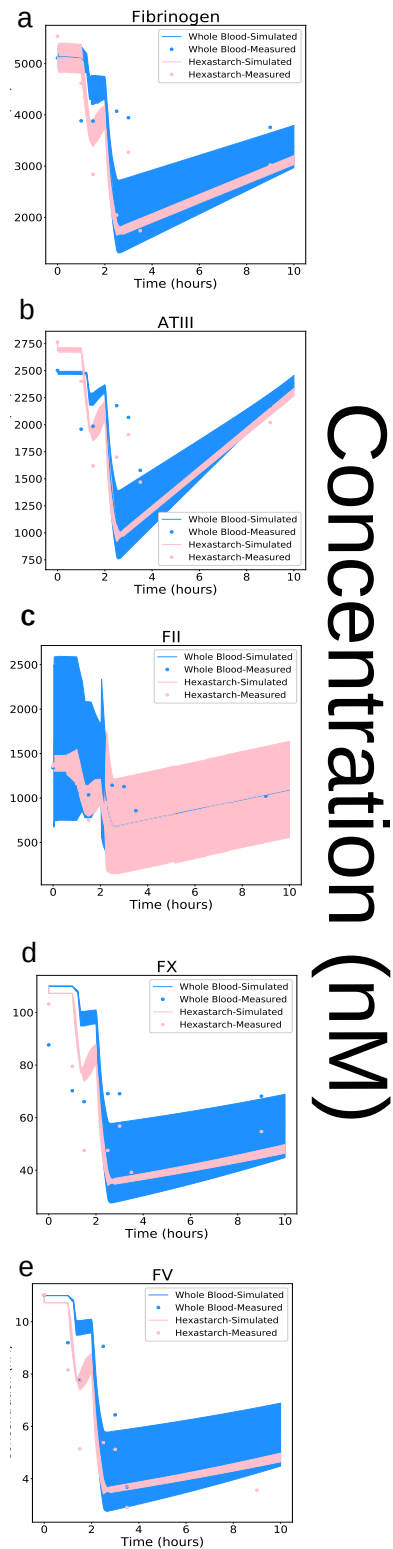 a
Fibrinogen
Whole Blood-Simulated
Whole Blood-Measured
Hexastarch-Simulated
Hexastarch-Measured
5000
4000
3000
2000
0 2 4 6 8 10
Time (hours)
b
ATIII
2750
2500
2250
2000
1750
1500
1250
1000
750
Whole Blood-Simulated
Whole Blood-Measured
Hexastarch-Simulated
Hexastarch-Measured
0 2 4 6 8 10
Time (hours)
c
FII
Whole Blood-Simulated
Whole Blood-Measured
Hexastarch-Simulated
Hexastarch-Measured
2500
2000
1500
1000
500
0 2 4 6 8 10
Time (hours)
d
FX
Whole Blood-Simulated
Whole Blood-Measured
Hexastarch-Simulated
Hexastarch-Measured
100
80
60
40
0 2 4 6 8 10
Time (hours)
e
FV
Whole Blood-Simulated
Whole Blood-Measured
Hexastarch-Simulated
Hexastarch-Measured
10
8
6
4
0 2 4 6 8 10
Time (hours)
Concentration (nM)